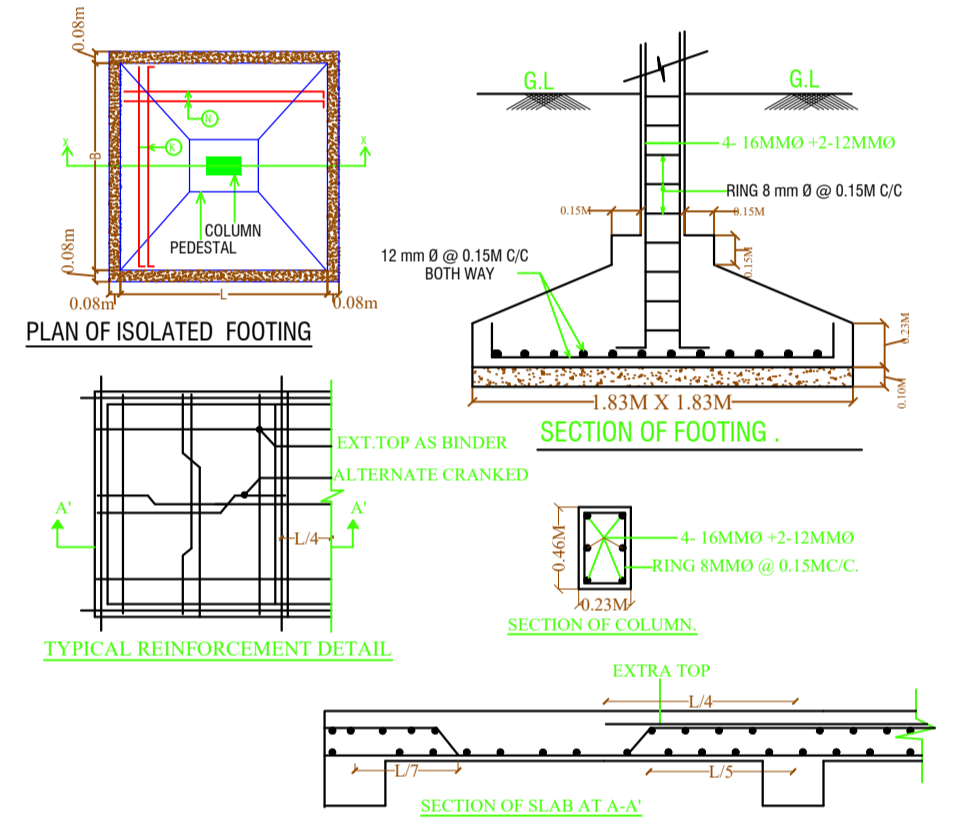 0.08m
B
N
K
X
X
COLUMN
PEDESTAL
0.08m
0.08m
L
0.08m
PLAN OF ISOLATED FOOTING
G.L
G.L
4- 16MMØ +2-12MMØ
RING 8 mm Ø @ 0.15M C/C
0.15M
0.15M
0.15M
12 mm Ø @ 0.15M C/C
BOTH WAY
0.23M
0.10M
1.83M X 1.83M
SECTION OF FOOTING .
EXT.TOP AS BINDER
ALTERNATE CRANKED
A'
A'
L/4
TYPICAL REINFORCEMENT DETAIL
0.46M
4- 16MMØ +2-12MMØ
RING 8MMØ @ 0.15MC/C.
0.23M
SECTION OF COLUMN.
EXTRA TOP
L/4
L/7
L/5
SECTION OF SLAB AT A-A'